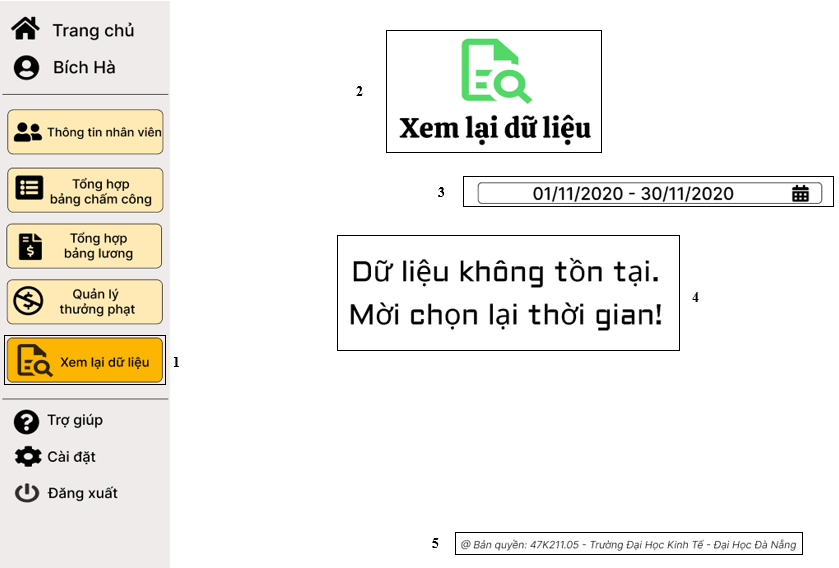 Trang chủ
Bích Hà
Thông tin nhân viên
Tổng hợp
bảng chấm công
Tổng hợp
bảng lương
Quản lý
thưởng phạt
Xem lại dữ liệu
1
Trợ giúp
Cài đặt
Đăng xuất
2
Xem lại dữ liệu
3
01/11/2020 - 30/11/2020
Dữ liệu không tồn tại.
Mời chọn lại thời gian!
4
5
@ Bản quyền: 47K211.05 - Trường Đại Học Kinh Tế - Đại Học Đà Nẵng